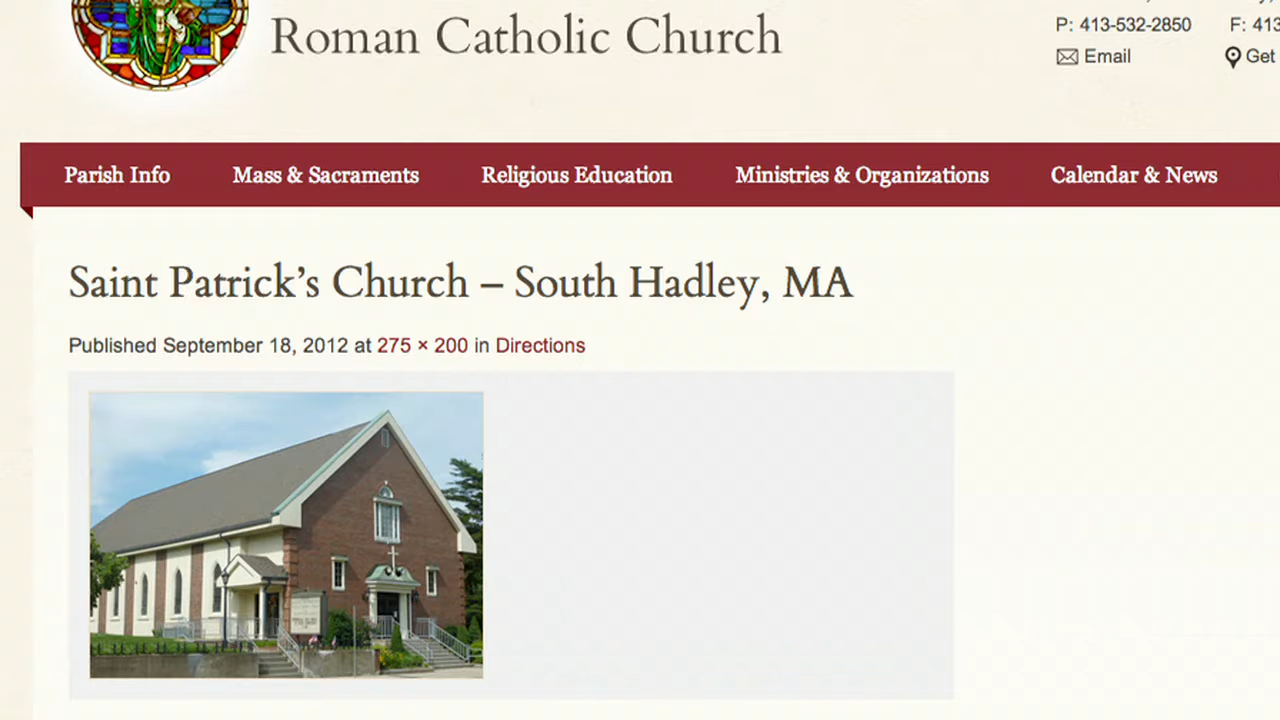 Roman Catholic Church
P: 413-532-2850 F: 413
Email Get
Parish Info Mass & Sacraments Religious Education Ministries & Organizations Calendar & News
Saint Patrick’s Church – South Hadley, MA
Published September 18, 2012 at 275 × 200 in Directions